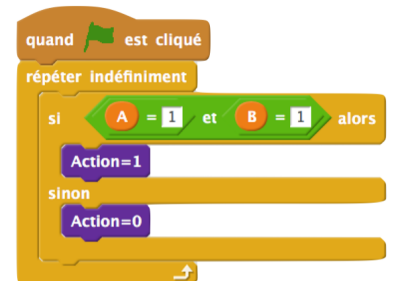 quand est cliqué
répéter indéfiniment
si A = 1 et B = 1 alors
Action=1
sinon
Action=0